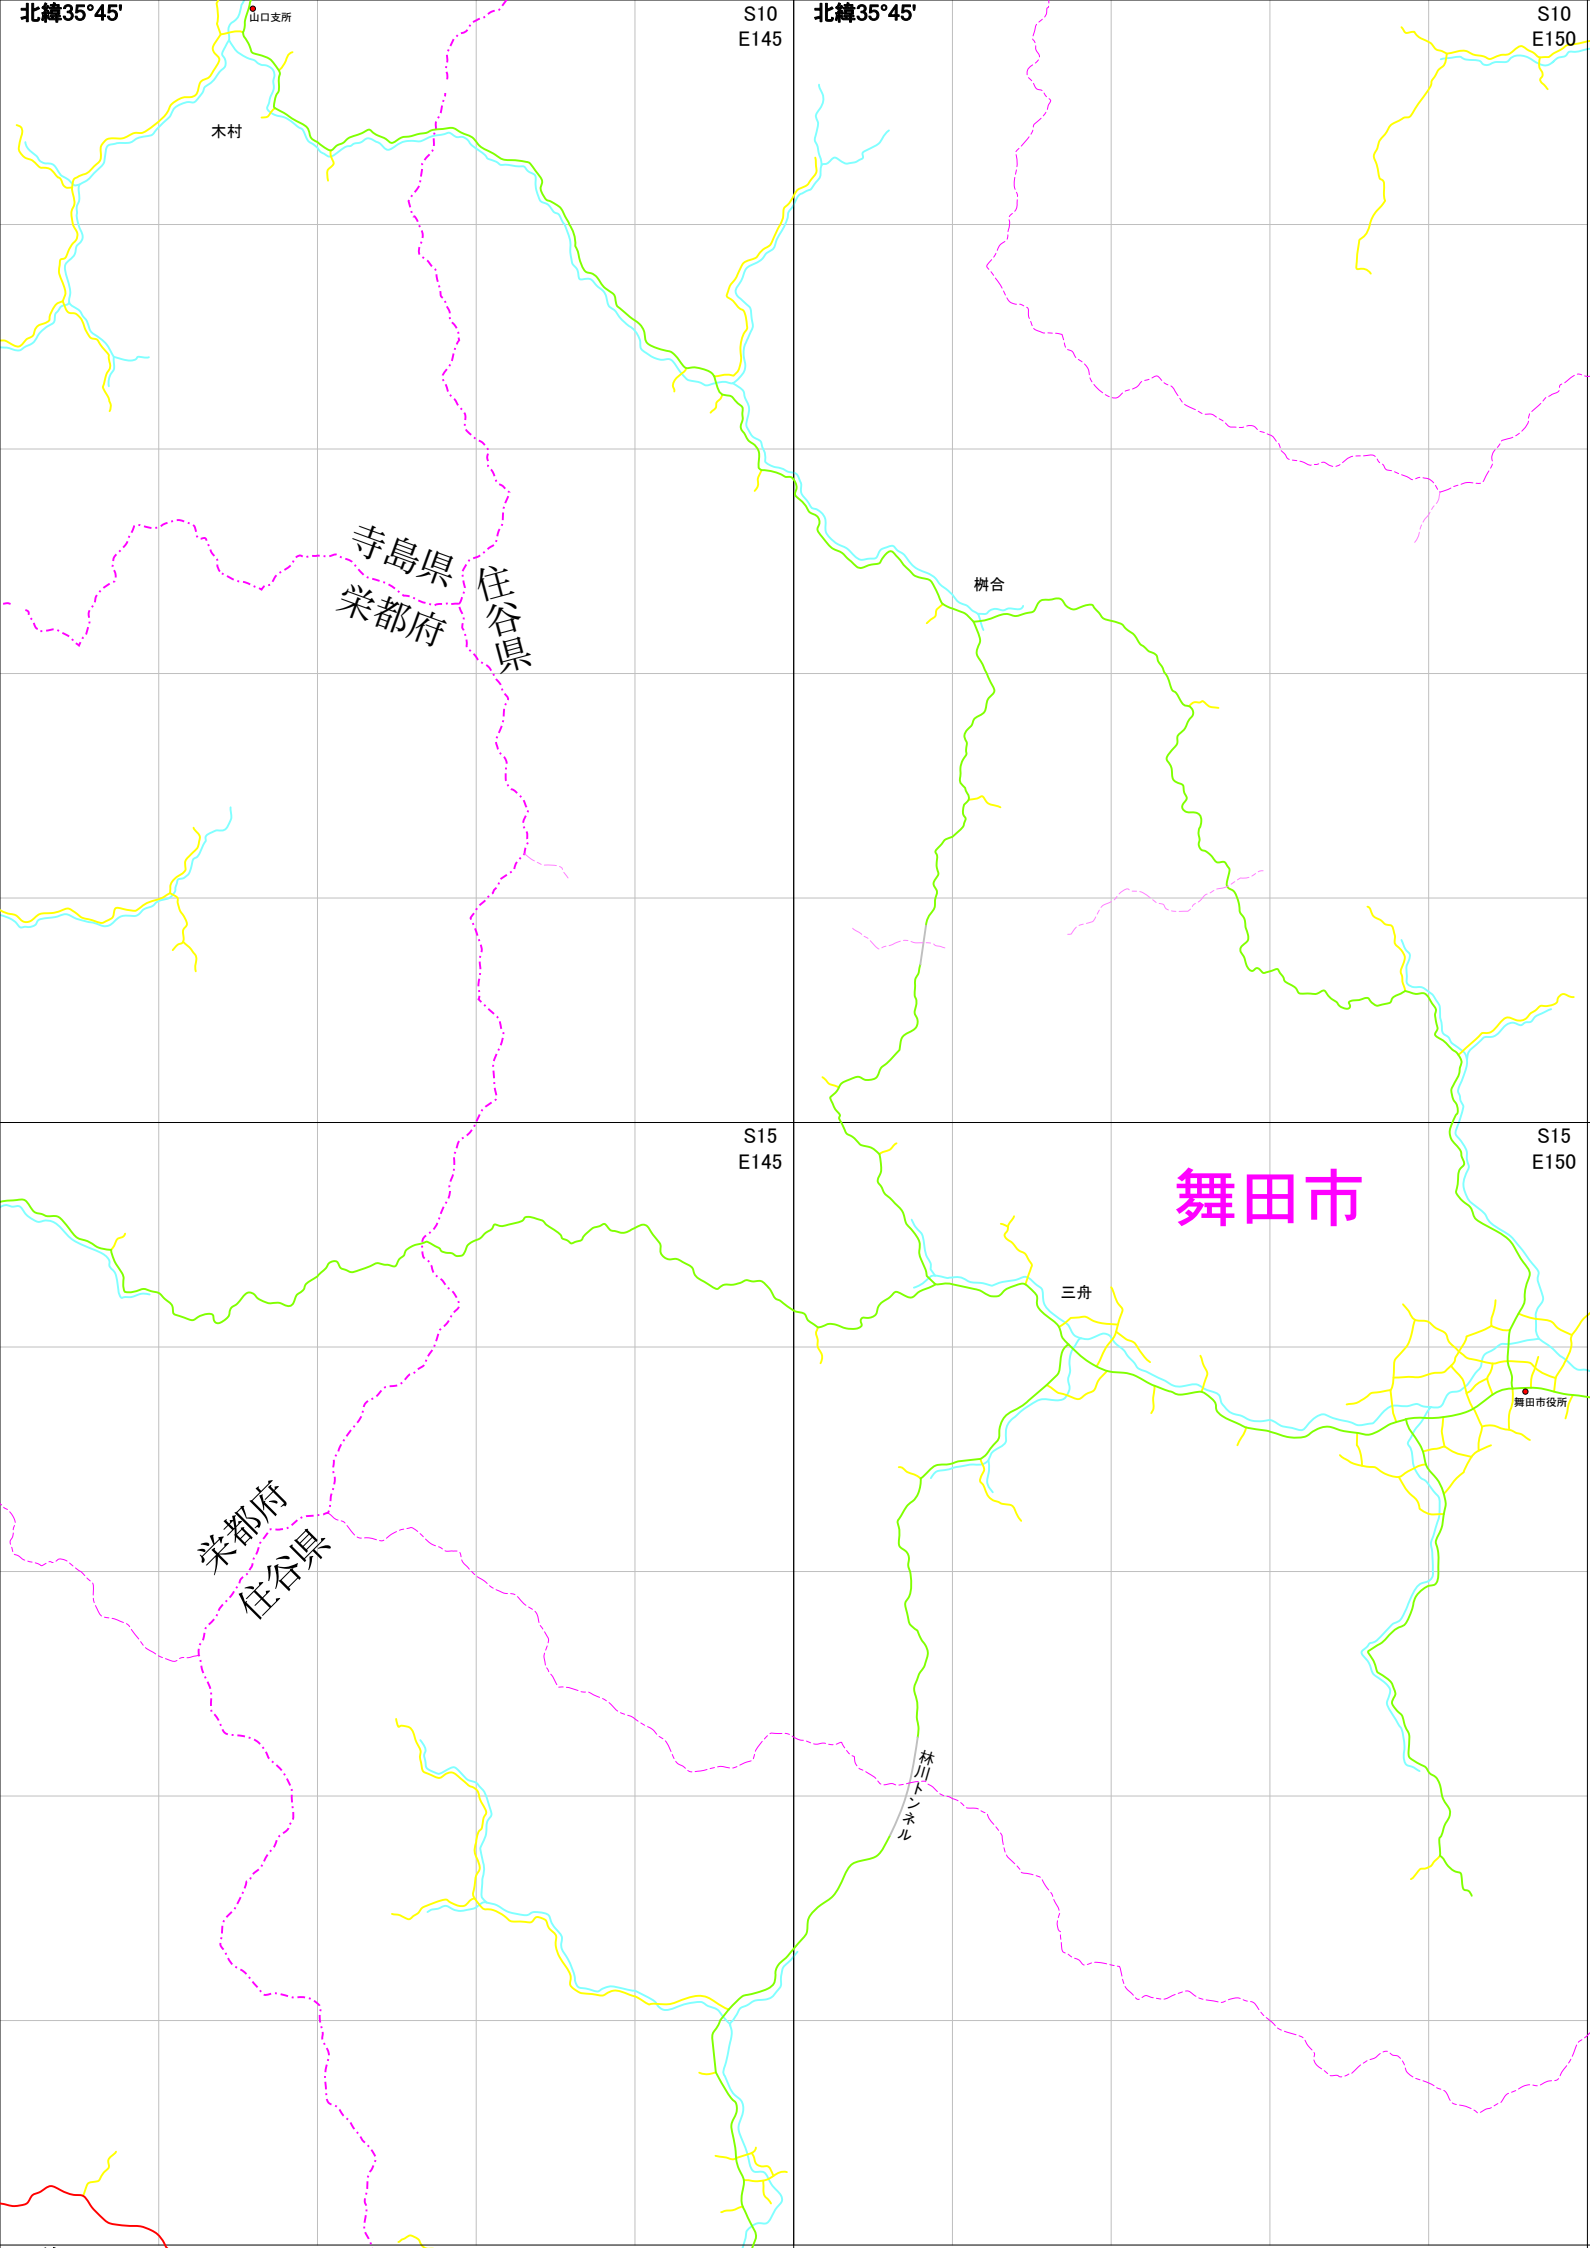 北緯35°45'
山口支所
S10
E145
北緯35°45'
S10
E150
木村
寺島県
栄都府
住谷県
桝合
S15
E145
S15
E150
舞田市
三舟
舞田市役所
栄都府
住谷県
林川トンネル